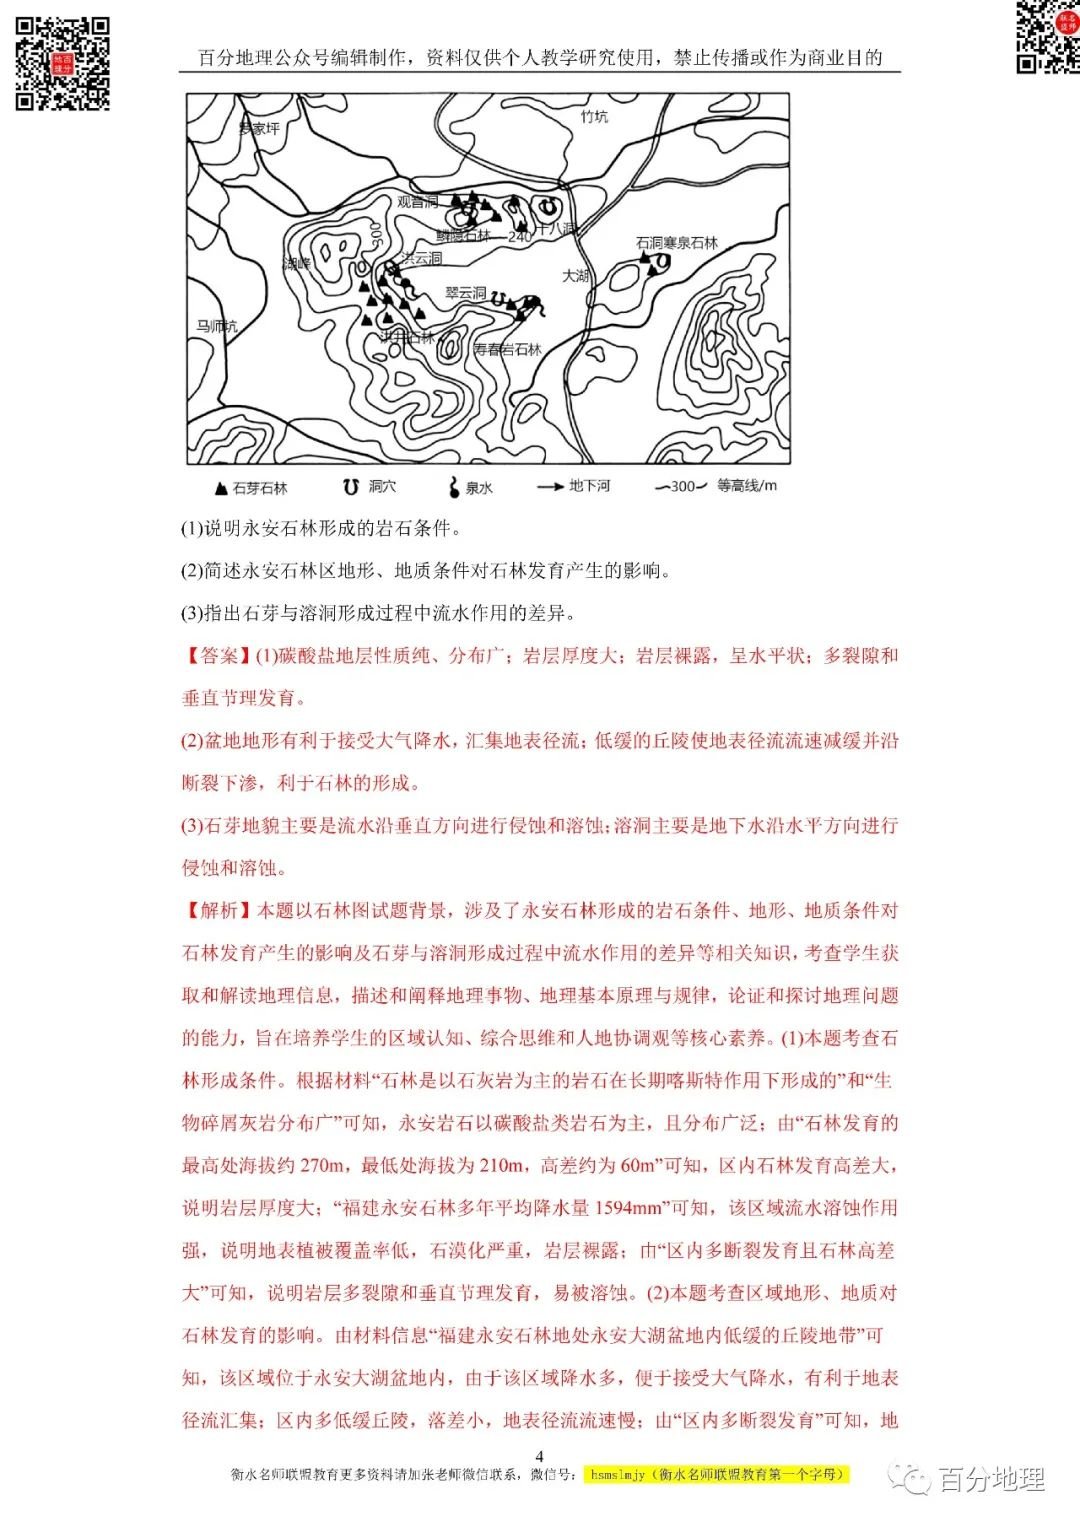 百分地理公众号编辑制作，资料仅供个人教学研究使用，禁止传播或作为商业目的
百分
地理
联名
盟师
罗家坪
竹坑
观音洞
鳞隐石林
240
十八洞
300
洪云洞
石洞寒泉石林
湖峰
大湖
翠云洞
马师坑
洪井石林
寿春岩石林
石芽石林
洞穴
泉水
地下河
300
等高线/m
(1)说明永安石林形成的岩石条件。
(2)简述永安石林区地形、地质条件对石林发育产生的影响。
(3)指出石芽与溶洞形成过程中流水作用的差异。
【答案】(1)碳酸盐地层性质纯、分布广；岩层厚度大；岩层裸露，呈水平状；多裂隙和
垂直节理发育。
(2)盆地地形有利于接受大气降水，汇集地表径流；低缓的丘陵使地表径流流速减缓并沿
断裂下渗，利于石林的形成。
(3)石芽地貌主要是流水沿垂直方向进行侵蚀和溶蚀；溶洞主要是地下水沿水平方向进行
侵蚀和溶蚀。
【解析】本题以石林图试题背景，涉及了永安石林形成的岩石条件、地形、地质条件对
石林发育产生的影响及石芽与溶洞形成过程中流水作用的差异等相关知识，考查学生获
取和解读地理信息，描述和阐释地理事物、地理基本原理与规律，论证和探讨地理问题
的能力，旨在培养学生的区域认知、综合思维和人地协调观等核心素养。(1)本题考查石
林形成条件。根据材料“石林是以石灰岩为主的岩石在长期喀斯特作用下形成的”和“生
物碎屑灰岩分布广”可知，永安岩石以碳酸盐类岩石为主，且分布广泛；由“石林发育的
最高处海拔约 270m，最低处海拔为 210m，高差约为 60m”可知，区内石林发育高差大，
说明岩层厚度大；“福建永安石林多年平均降水量 1594mm”可知，该区域流水溶蚀作用
强，说明地表植被覆盖率低，石漠化严重，岩层裸露；由“区内多断裂发育且石林高差
大”可知，说明岩层多裂隙和垂直节理发育，易被溶蚀。(2)本题考查区域地形、地质对
石林发育的影响。由材料信息“福建永安石林地处永安大湖盆地内低缓的丘陵地带”可
知，该区域位于永安大湖盆地内，由于该区域降水多，便于接受大气降水，有利于地表
径流汇集；区内多低缓丘陵，落差小，地表径流流速慢；由“区内多断裂发育”可知，地
4
衡水名师联盟教育更多资料请加张老师微信联系，微信号： hsmslmjy（衡水名师联盟教育第一个字母）
百分地理